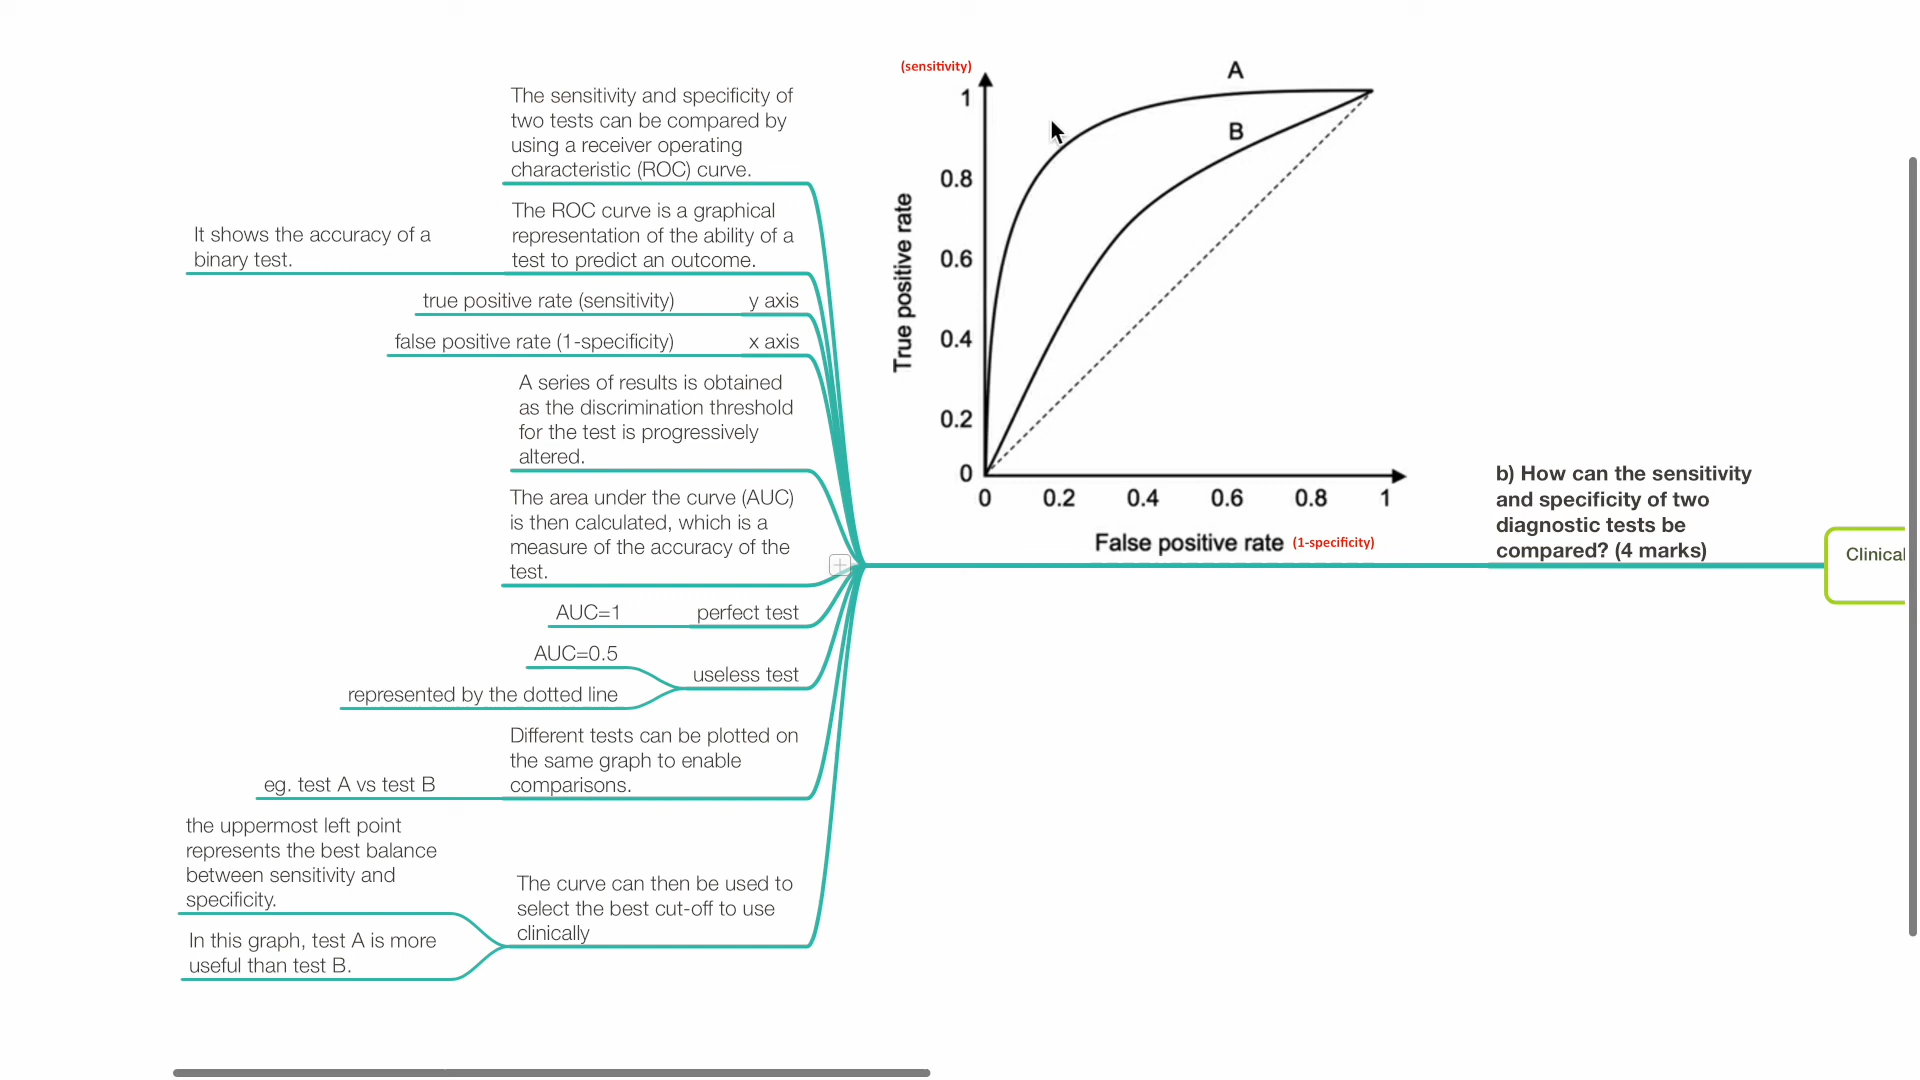 The sensitivity and specificity of
two tests can be compared by
using a receiver operating
characteristic (ROC) curve.
The ROC curve is a graphical
representation of the ability of a
test to predict an outcome.
It shows the accuracy of a
binary test.
y axis
true positive rate (sensitivity)
x axis
false positive rate (1-specificity)
A series of results is obtained
as the discrimination threshold
for the test is progressively
altered.
The area under the curve (AUC)
is then calculated, which is a
measure of the accuracy of the
test.
perfect test
AUC=1
useless test
AUC=0.5
represented by the dotted line
Different tests can be plotted on
the same graph to enable
comparisons.
eg. test A vs test B
The curve can then be used to
select the best cut-off to use
clinically
the uppermost left point
represents the best balance
between sensitivity and
specificity.
In this graph, test A is more
useful than test B.
(sensitivity)
True positive rate
1
0.8
0.6
0.4
0.2
0
A
B
0 0.2 0.4 0.6 0.8 1
False positive rate (1-specificity)
b) How can the sensitivity
and specificity of two
diagnostic tests be
compared? (4 marks)
Clinical